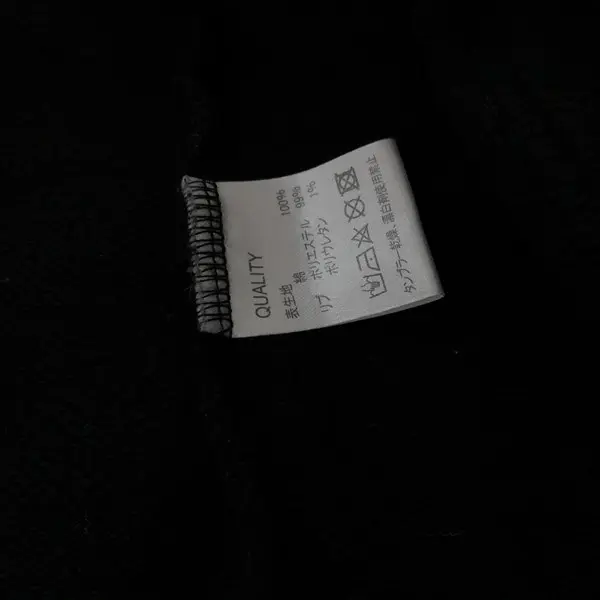 QUALITY
表生地 綿 100%
リブ ポリエステル 99%
ポリウレタン 1%
タンブラー乾燥、漂白剤使用禁止